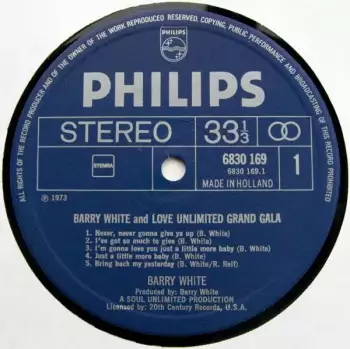 ALL RIGHTS OF THE RECORD PRODUCER AND OF THE OWNER OF THE WORK REPRODUCED RESERVED. COPYING, PUBLIC PERFORMANCE AND BROADCASTING OF THIS RECORD PROHIBITED
PHILIPS
PHILIPS
STEREO 33 1/3
STEMRA
6830 169
6830 169.1
1
MADE IN HOLLAND
℗ 1973
BARRY WHITE and LOVE UNLIMITED GRAND GALA
1. Never, never gonna give ya up (B. White)
2. I've got so much to give (B. White)
3. I'm gonna love you just a little more baby (B. White)
4. Just a little more baby (B. White)
5. Bring back my yesterday (B. White/R. Relf)
BARRY WHITE
Produced by: Barry White
A SOUL UNLIMITED PRODUCTION
Licensed by: 20th Century Records, U.S.A.